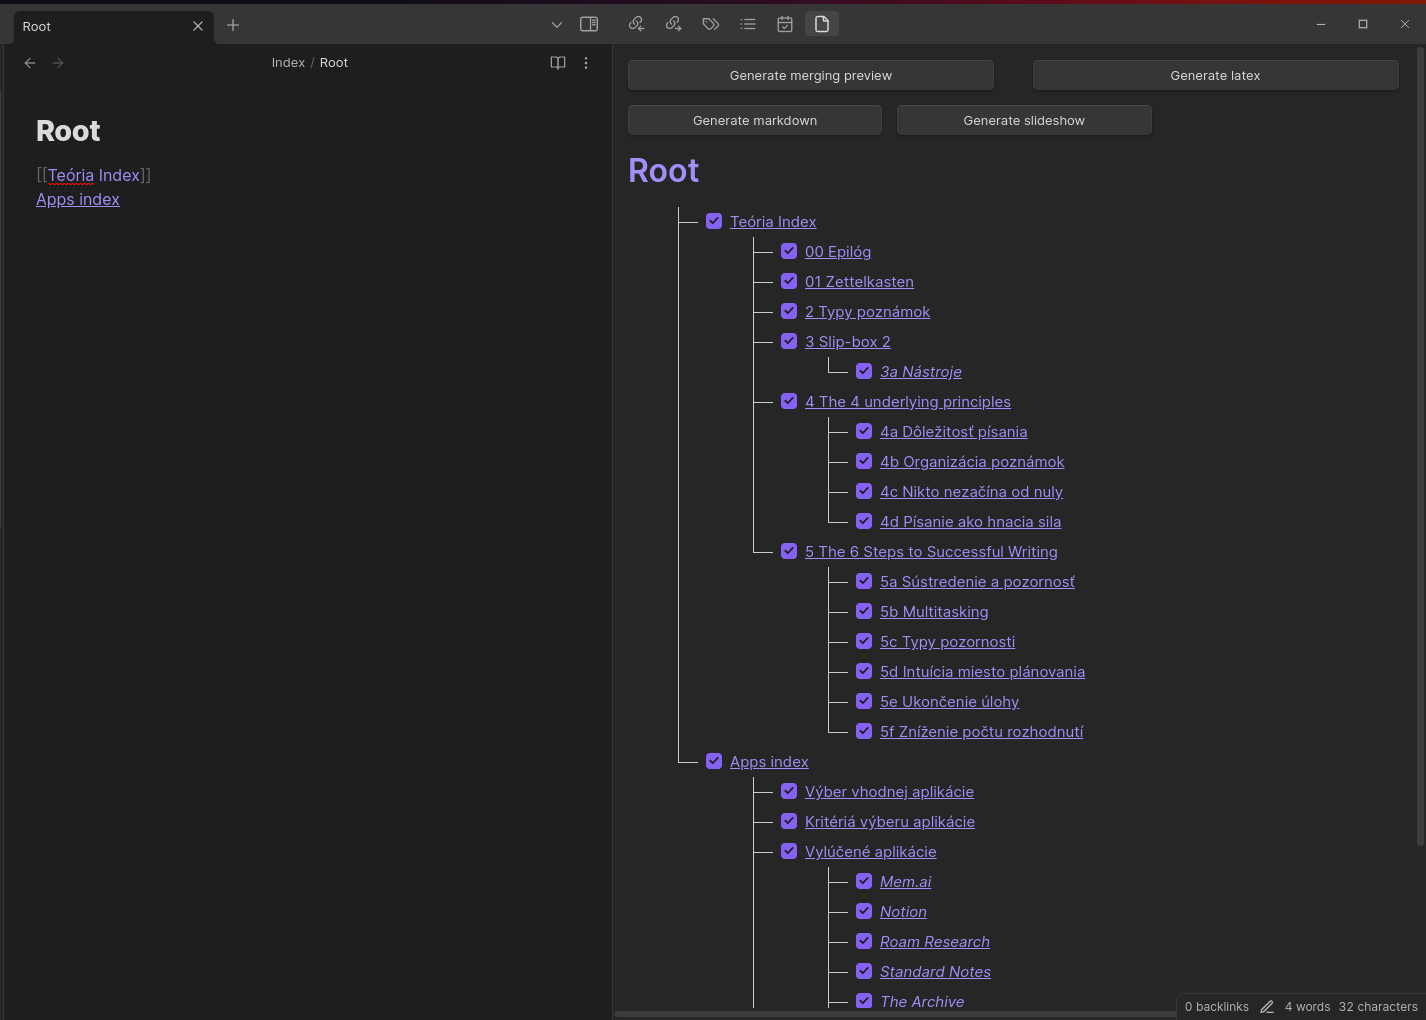 Root
Index / Root
Root
[[Teória Index]]
Apps index
Generate merging preview
Generate latex
Generate markdown
Generate slideshow
Root
Teória Index
00 Epilóg
01 Zettelkasten
2 Typy poznámok
3 Slip-box 2
3a Nástroje
4 The 4 underlying principles
4a Dôležitosť písania
4b Organizácia poznámok
4c Nikto nezačína od nuly
4d Písanie ako hnacia sila
5 The 6 Steps to Successful Writing
5a Sústredenie a pozornosť
5b Multitasking
5c Typy pozornosti
5d Intuícia miesto plánovania
5e Ukončenie úlohy
5f Zníženie počtu rozhodnutí
Apps index
Výber vhodnej aplikácie
Kritériá výberu aplikácie
Vylúčené aplikácie
Mem.ai
Notion
Roam Research
Standard Notes
The Archive
0 backlinks 4 words 32 characters